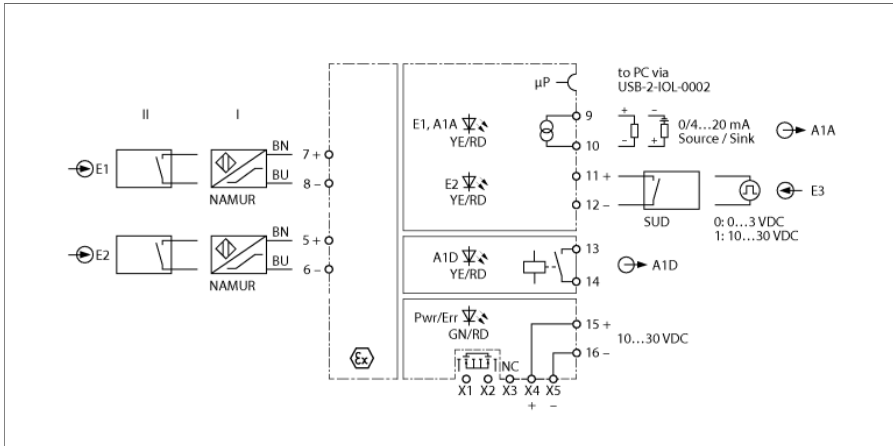 II
I
E1
BN
7 +
BU
8 –
NAMUR
E2
BN
5 +
BU
6 –
NAMUR
Ex
µP
to PC via
USB-2-IOL-0002
E1, A1A
YE/RD
9
10
+
–
–
+
0/4…20 mA
Source / Sink
A1A
E2
YE/RD
11 +
12 –
SUD
0: 0…3 VDC
1: 10…30 VDC
E3
A1D
YE/RD
13
14
A1D
Pwr/Err
GN/RD
15 +
16 –
10…30 VDC
NC
X1 X2 X3 X4 X5
+ –